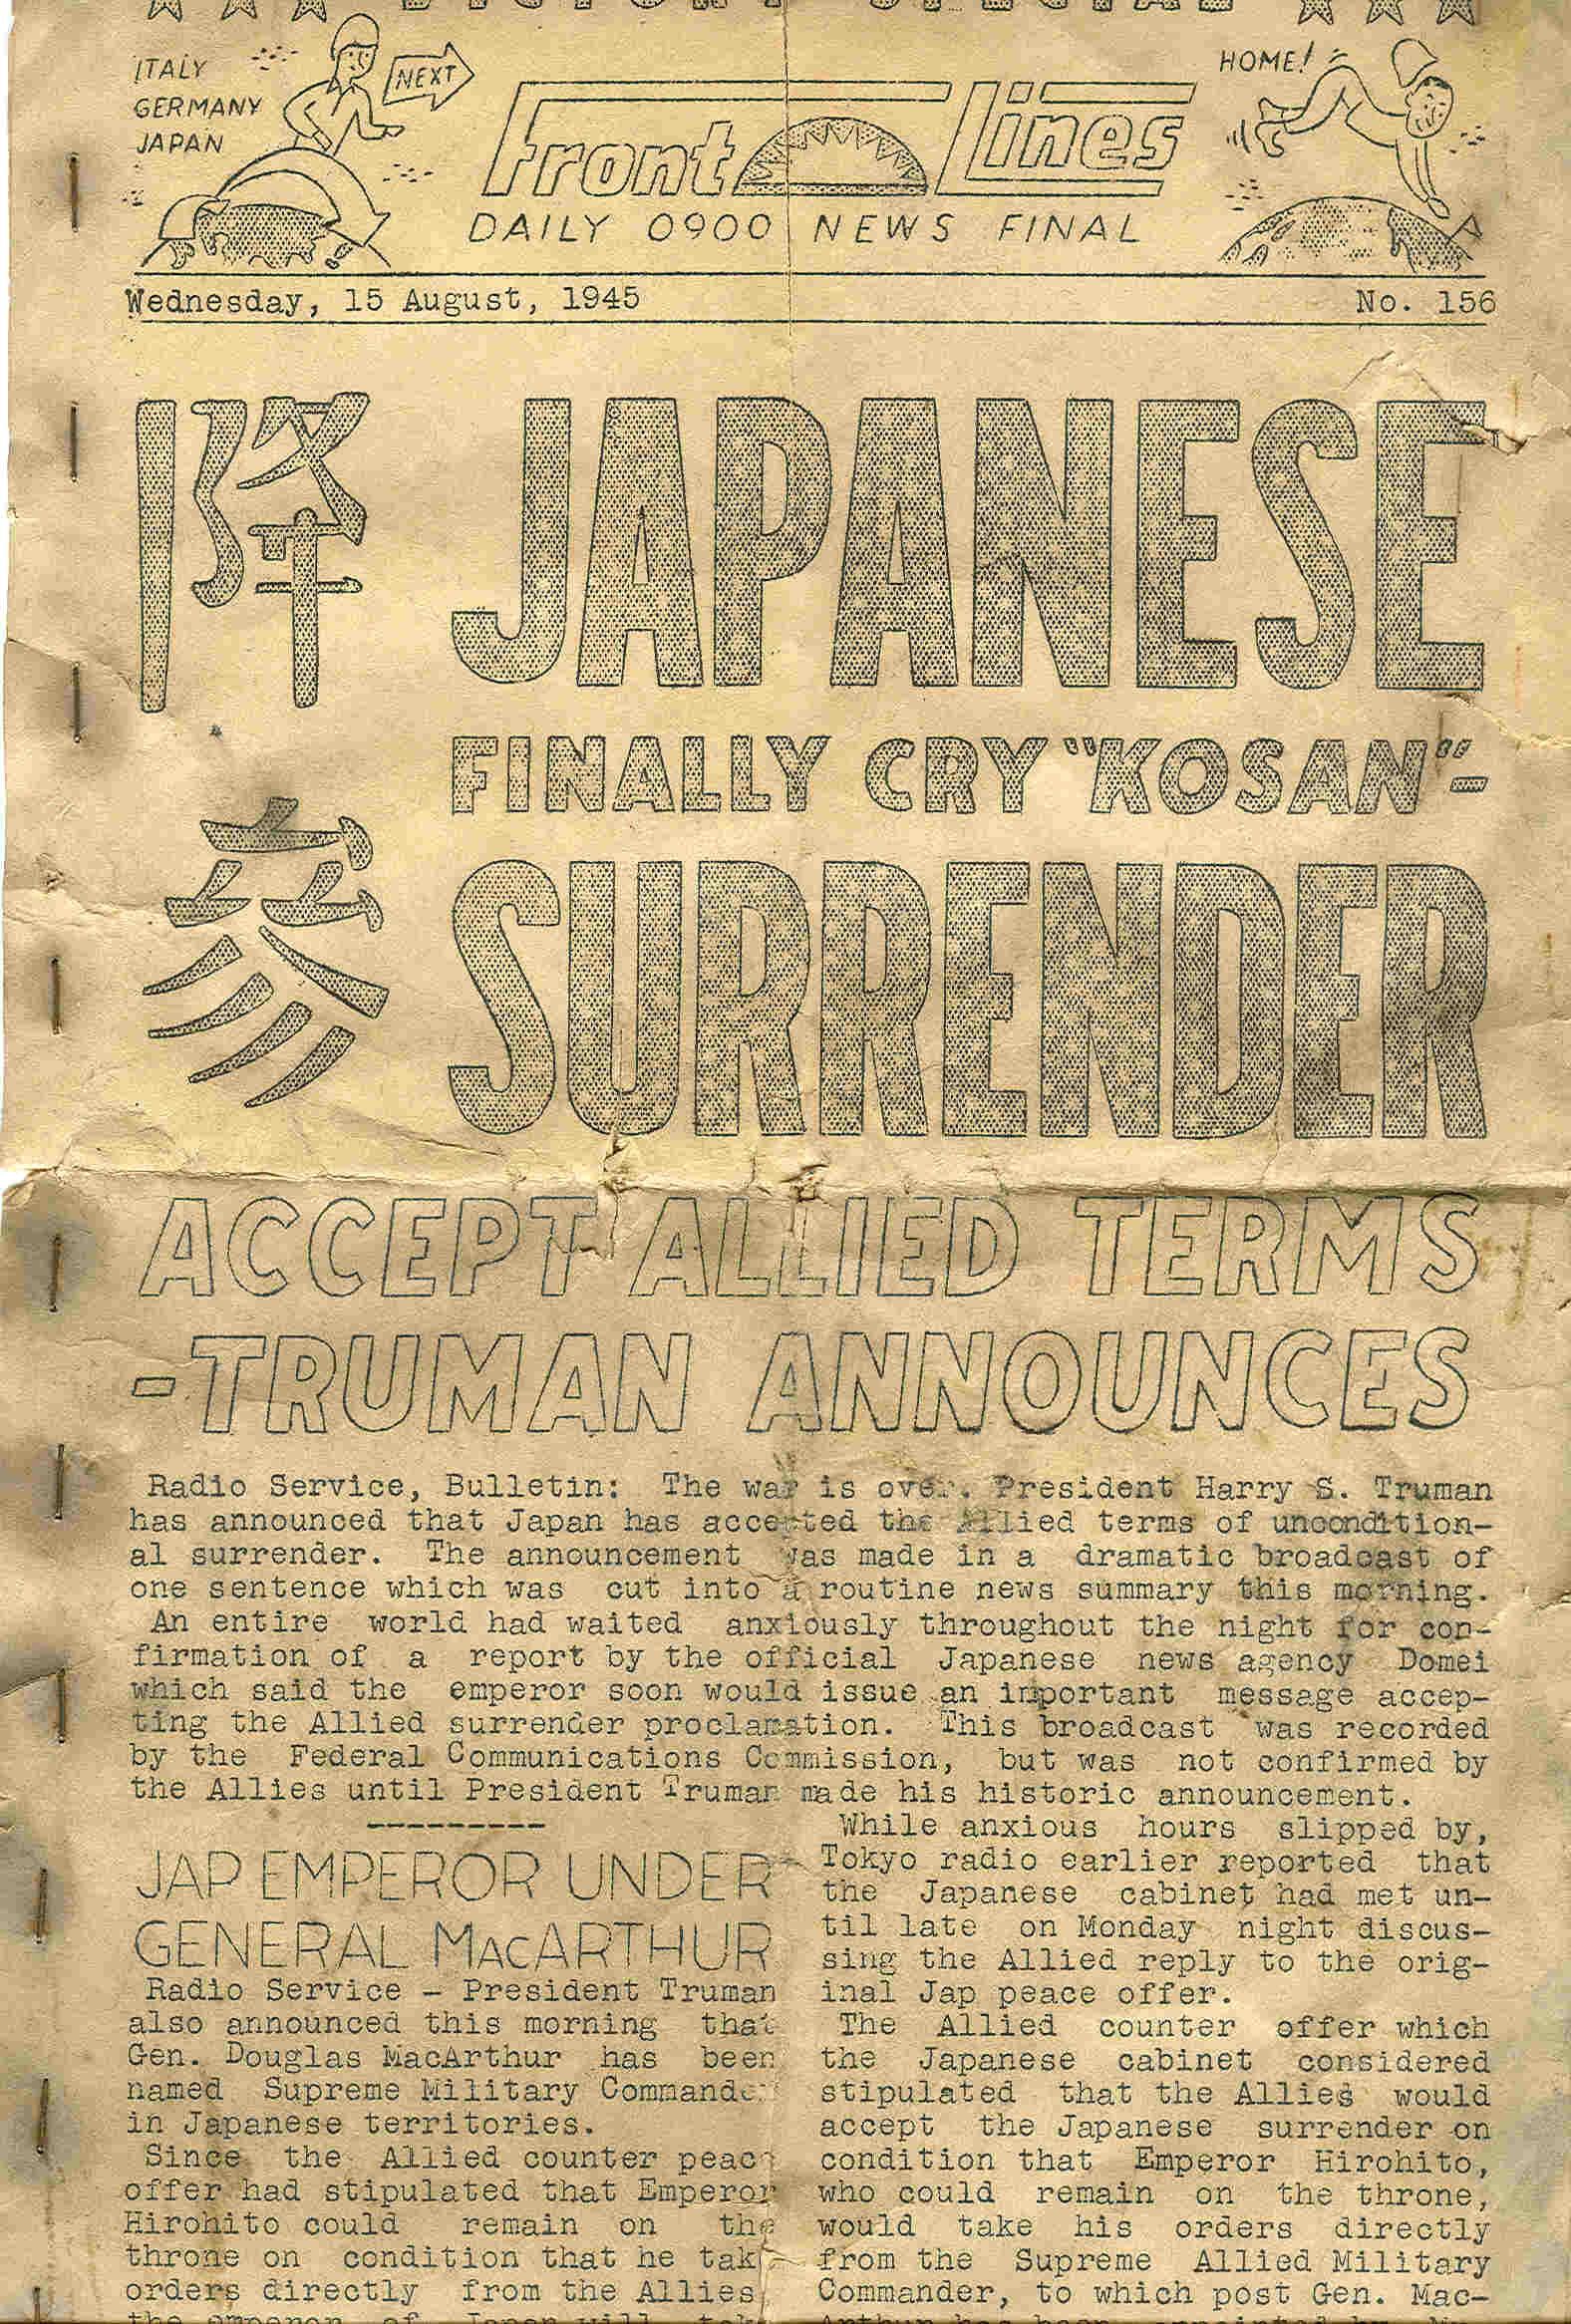 VICTORY SPECIAL
ITALY
GERMANY
JAPAN
NEXT
Front Lines
HOME!
DAILY 0900 NEWS FINAL
Wednesday, 15 August, 1945 No. 156
降参
JAPANESE
FINALLY CRY "KOSAN"-
SURRENDER
ACCEPT ALLIED TERMS
-TRUMAN ANNOUNCES
Radio Service, Bulletin: The war is over. President Harry S. Truman
has announced that Japan has accepted the Allied terms of uncondition-
al surrender. The announcement was made in a dramatic broadcast of
one sentence which was cut into a routine news summary this morning.
An entire world had waited anxiously throughout the night for con-
firmation of a report by the official Japanese news agency Domei
which said the emperor soon would issue an important message accep-
ting the Allied surrender proclamation. This broadcast was recorded
by the Federal Communications Commission, but was not confirmed by
the Allies until President Truman made his historic announcement.
---------
JAP EMPEROR UNDER
GENERAL MacARTHUR
Radio Service - President Truman
also announced this morning that
Gen. Douglas MacArthur has been
named Supreme Military Commander
in Japanese territories.
Since the Allied counter peace
offer had stipulated that Emperor
Hirohito could remain on the
throne on condition that he take
orders directly from the Allies,
the emperor of Japan will take
While anxious hours slipped by,
Tokyo radio earlier reported that
the Japanese cabinet had met un-
til late on Monday night discus-
sing the Allied reply to the orig-
inal Jap peace offer.
The Allied counter offer which
the Japanese cabinet considered
stipulated that the Allies would
accept the Japanese surrender on
condition that Emperor Hirohito,
who could remain on the throne,
would take his orders directly
from the Supreme Allied Military
Commander, to which post Gen. Mac-
Arthur has been appointed by